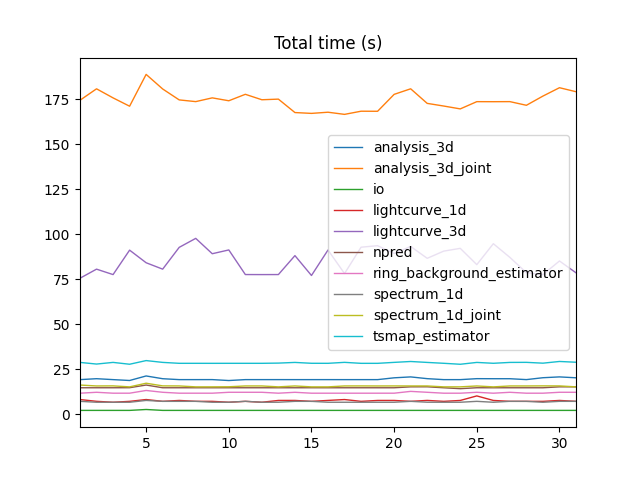 Total time (s)
175
150
125
100
75
50
25
0
analysis_3d
analysis_3d_joint
io
lightcurve_1d
lightcurve_3d
npred
ring_background_estimator
spectrum_1d
spectrum_1d_joint
tsmap_estimator
5 10 15 20 25 30